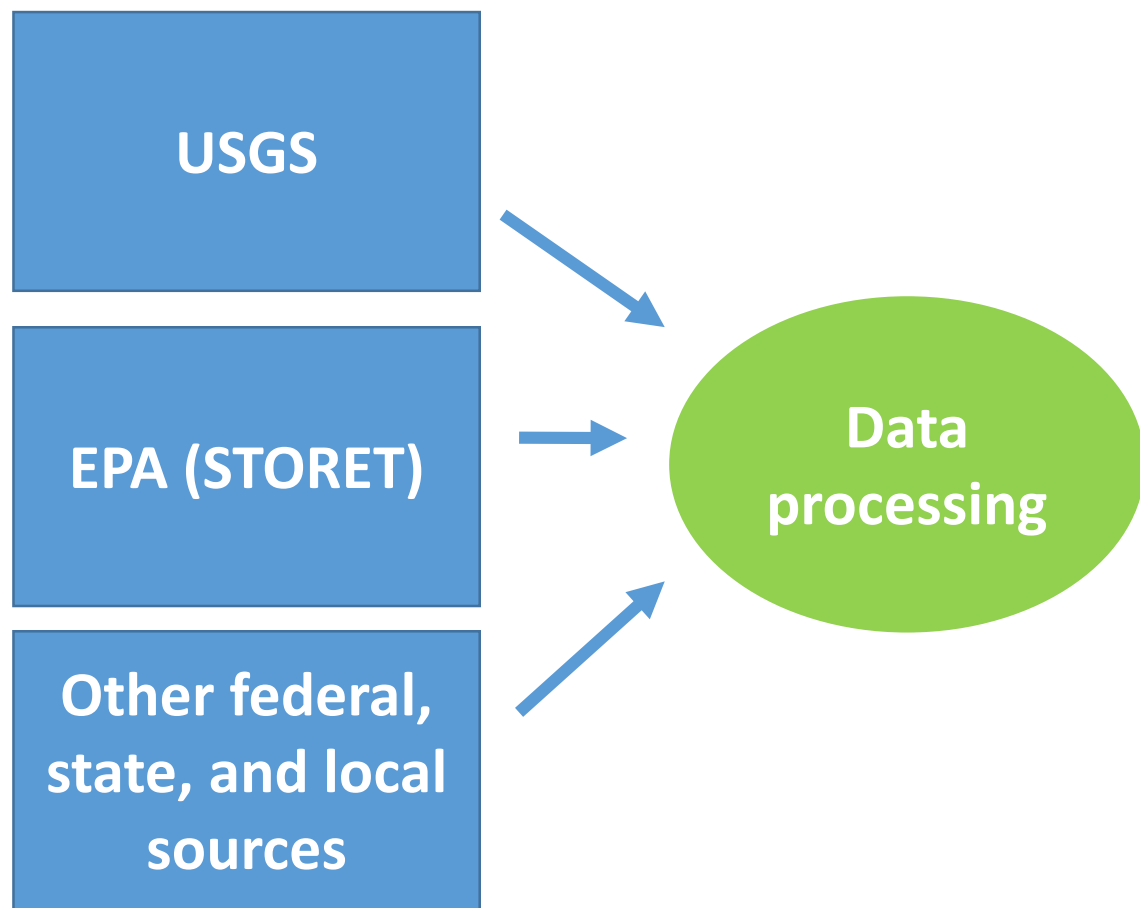 USGS
EPA (STORET)
Other federal,
state, and local
sources
Data
processing